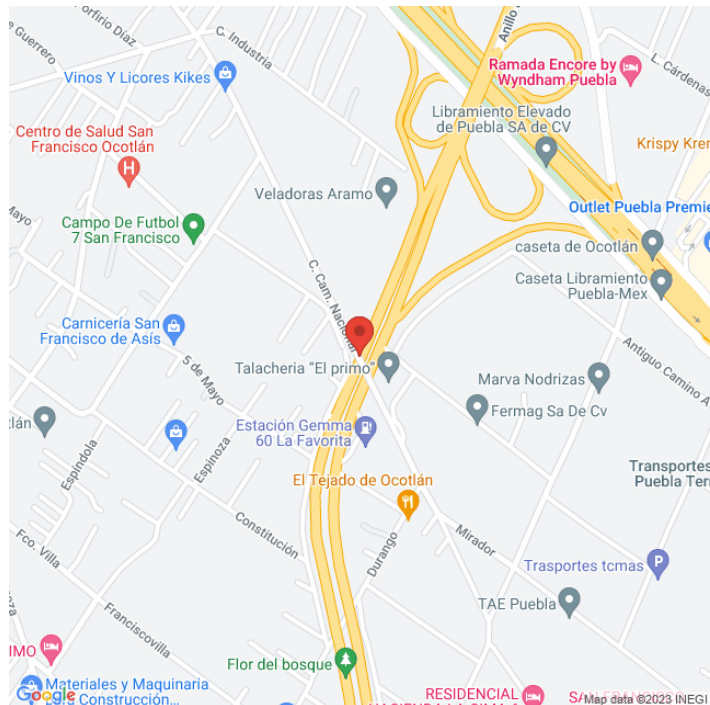 Porfirio Díaz
C. Industria
Guerrero
Vinos Y Licores Kikes
Anillo
Ramada Encore by
Wyndham Puebla
L. Cárdenas
Libramiento Elevado
de Puebla SA de CV
Krispy Kren
Centro de Salud San
Francisco Ocotlán
H
Veladoras Aramo
Mayo
Campo De Futbol
7 San Francisco
Outlet Puebla Premie
caseta de Ocotlán
Caseta Libramiento
Puebla-Mex
C. Cam. Nacional
Carnicería San
Francisco de Asís
5 de Mayo
Talacheria "El primo"
Antiguo Camino A
Marva Nodrizas
Fermag Sa De Cv
tlán
Estación Gemma
60 La Favorita
Espíndola
Espinoza
El Tejado de Ocotlán
Transportes
Puebla Terr
Constitución
Mirador
Fco. Villa
Durango
Trasportes tcmas
P
Franciscovilla
TAE Puebla
oza
IMO
Flor del bosque
Materiales y Maquinaria
Construcción...
RESIDENCIAL
Google
Map data ©2023 INEGI